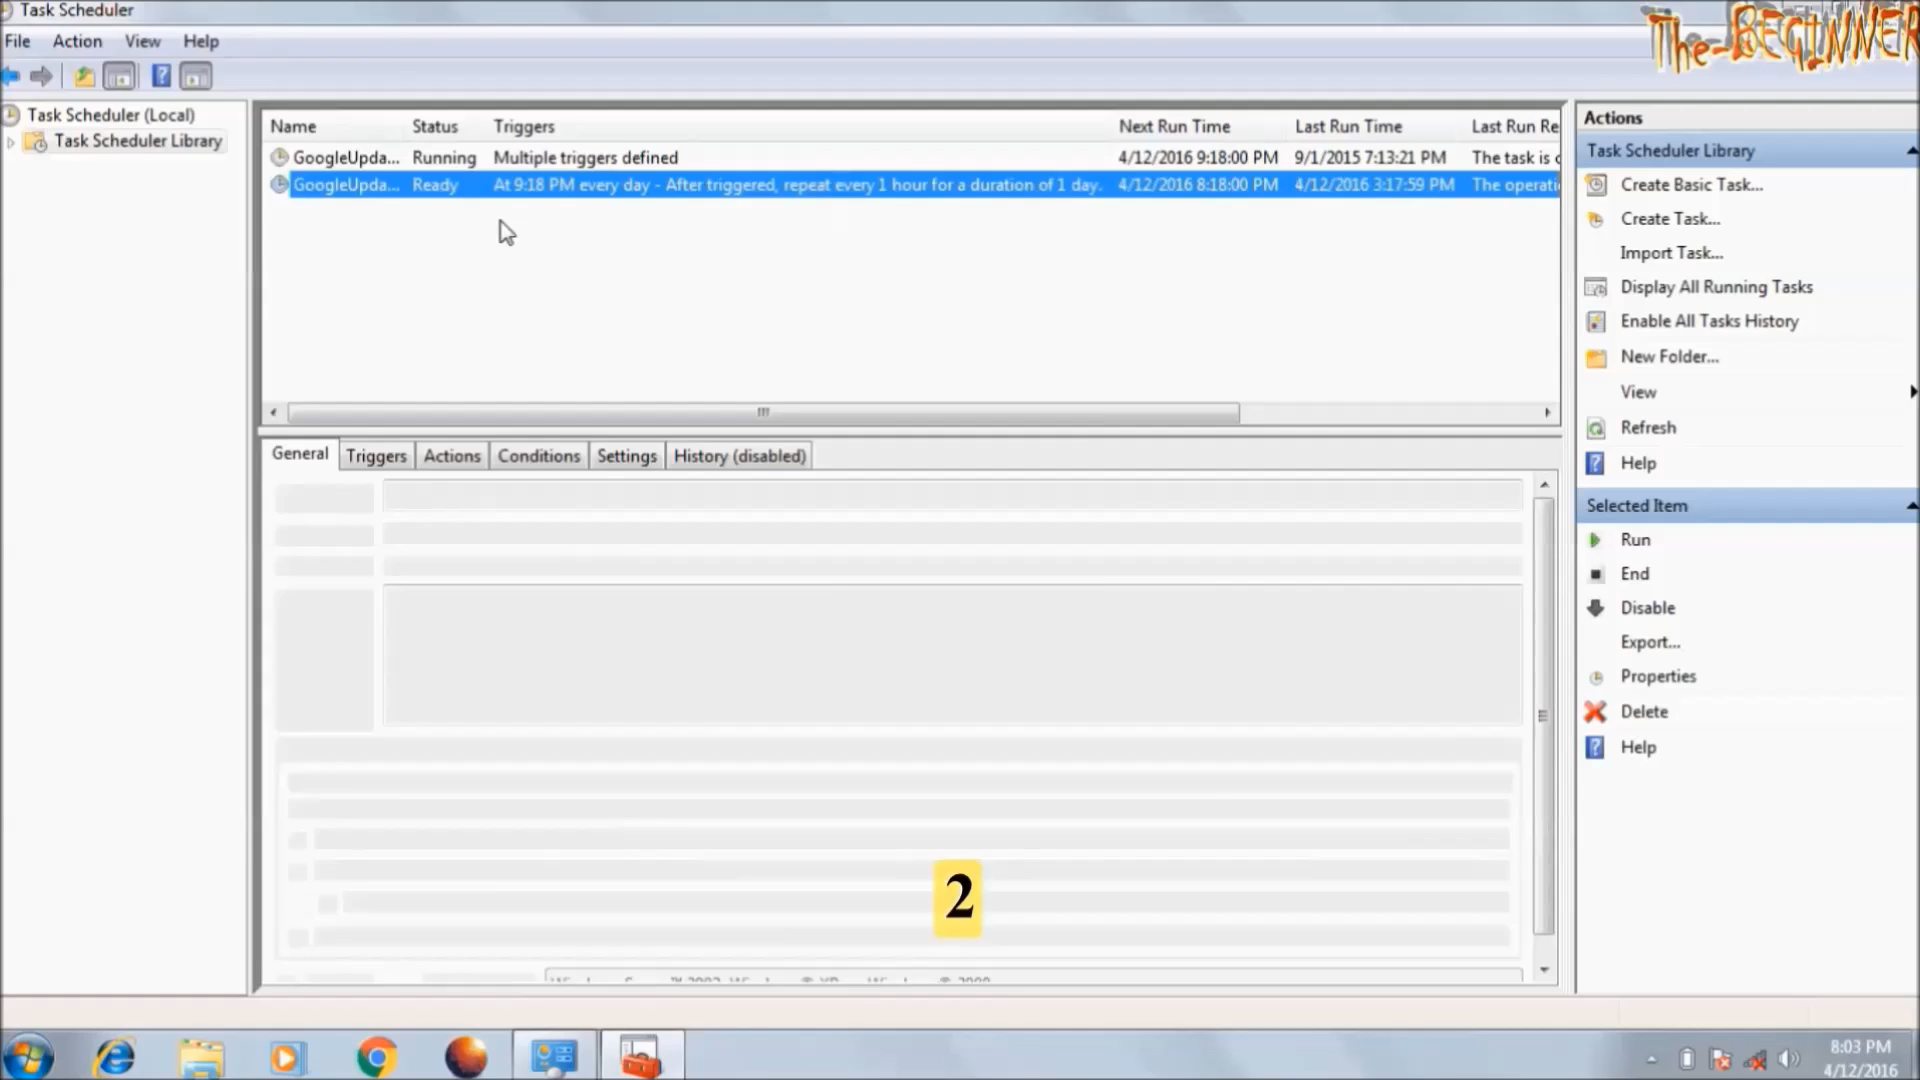 Task Scheduler
The-BEGINNER
File Action View Help
Task Scheduler (Local)
Task Scheduler Library
Name Status Triggers Next Run Time Last Run Time Last Run Re
GoogleUpda... Running Multiple triggers defined 4/12/2016 9:18:00 PM 9/1/2015 7:13:21 PM The task is c
GoogleUpda... Ready At 9:18 PM every day - After triggered, repeat every 1 hour for a duration of 1 day. 4/12/2016 8:18:00 PM 4/12/2016 3:17:59 PM The operati
General Triggers Actions Conditions Settings History (disabled)
2
Actions
Task Scheduler Library
Create Basic Task...
Create Task...
Import Task...
Display All Running Tasks
Enable All Tasks History
New Folder...
View
Refresh
Help
Selected Item
Run
End
Disable
Export...
Properties
Delete
Help
8:03 PM
4/12/2016